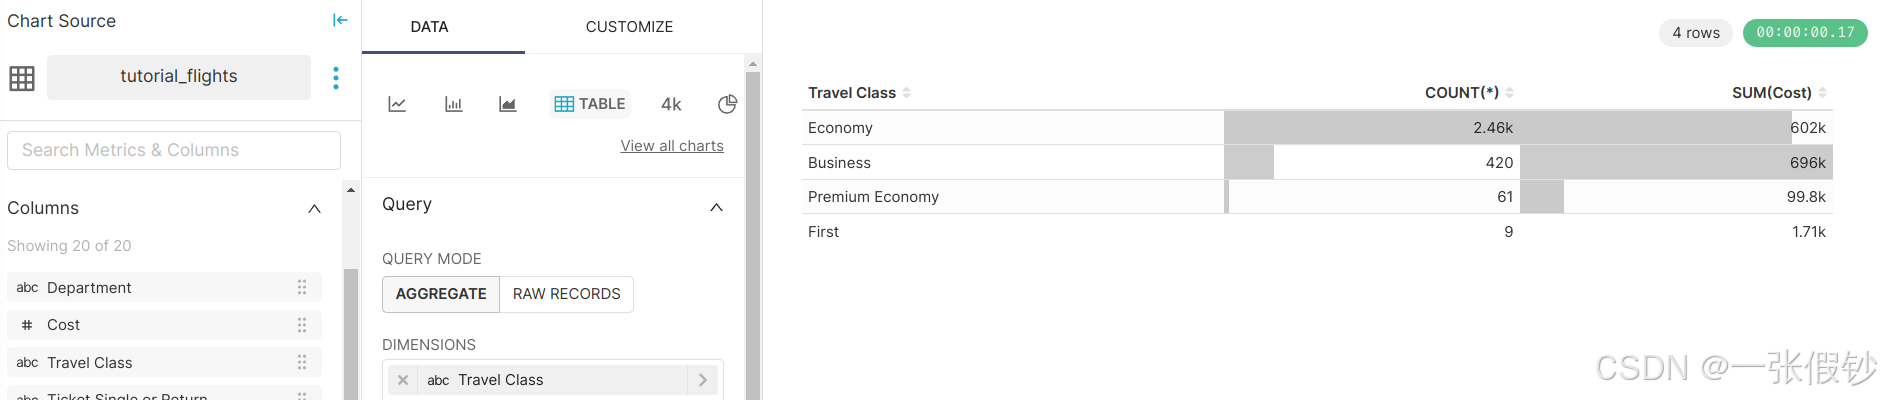 Chart Source
tutorial_flights
Search Metrics & Columns
Columns
Showing 20 of 20
abc Department
# Cost
abc Travel Class
abc Ticket Single or Return
DATA CUSTOMIZE
TABLE 4k
View all charts
Query
QUERY MODE
AGGREGATE RAW RECORDS
DIMENSIONS
abc Travel Class
4 rows 00:00:00.17
Travel Class COUNT(*) SUM(Cost)
Economy 2.46k 602k
Business 420 696k
Premium Economy 61 99.8k
First 9 1.71k
CSDN @一张假钞